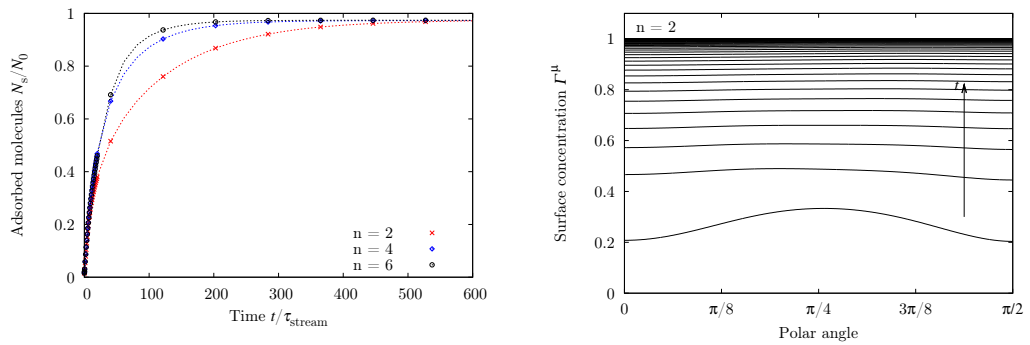 Adsorbed molecules Nₛ/N₀
1
0.8
0.6
0.4
0.2
0
n = 2
n = 4
n = 6
0 100 200 300 400 500 600
Time t/τ_stream
Surface concentration Γ^μ
1
0.8
0.6
0.4
0.2
0
n = 2
t
0 π/8 π/4 3π/8 π/2
Polar angle